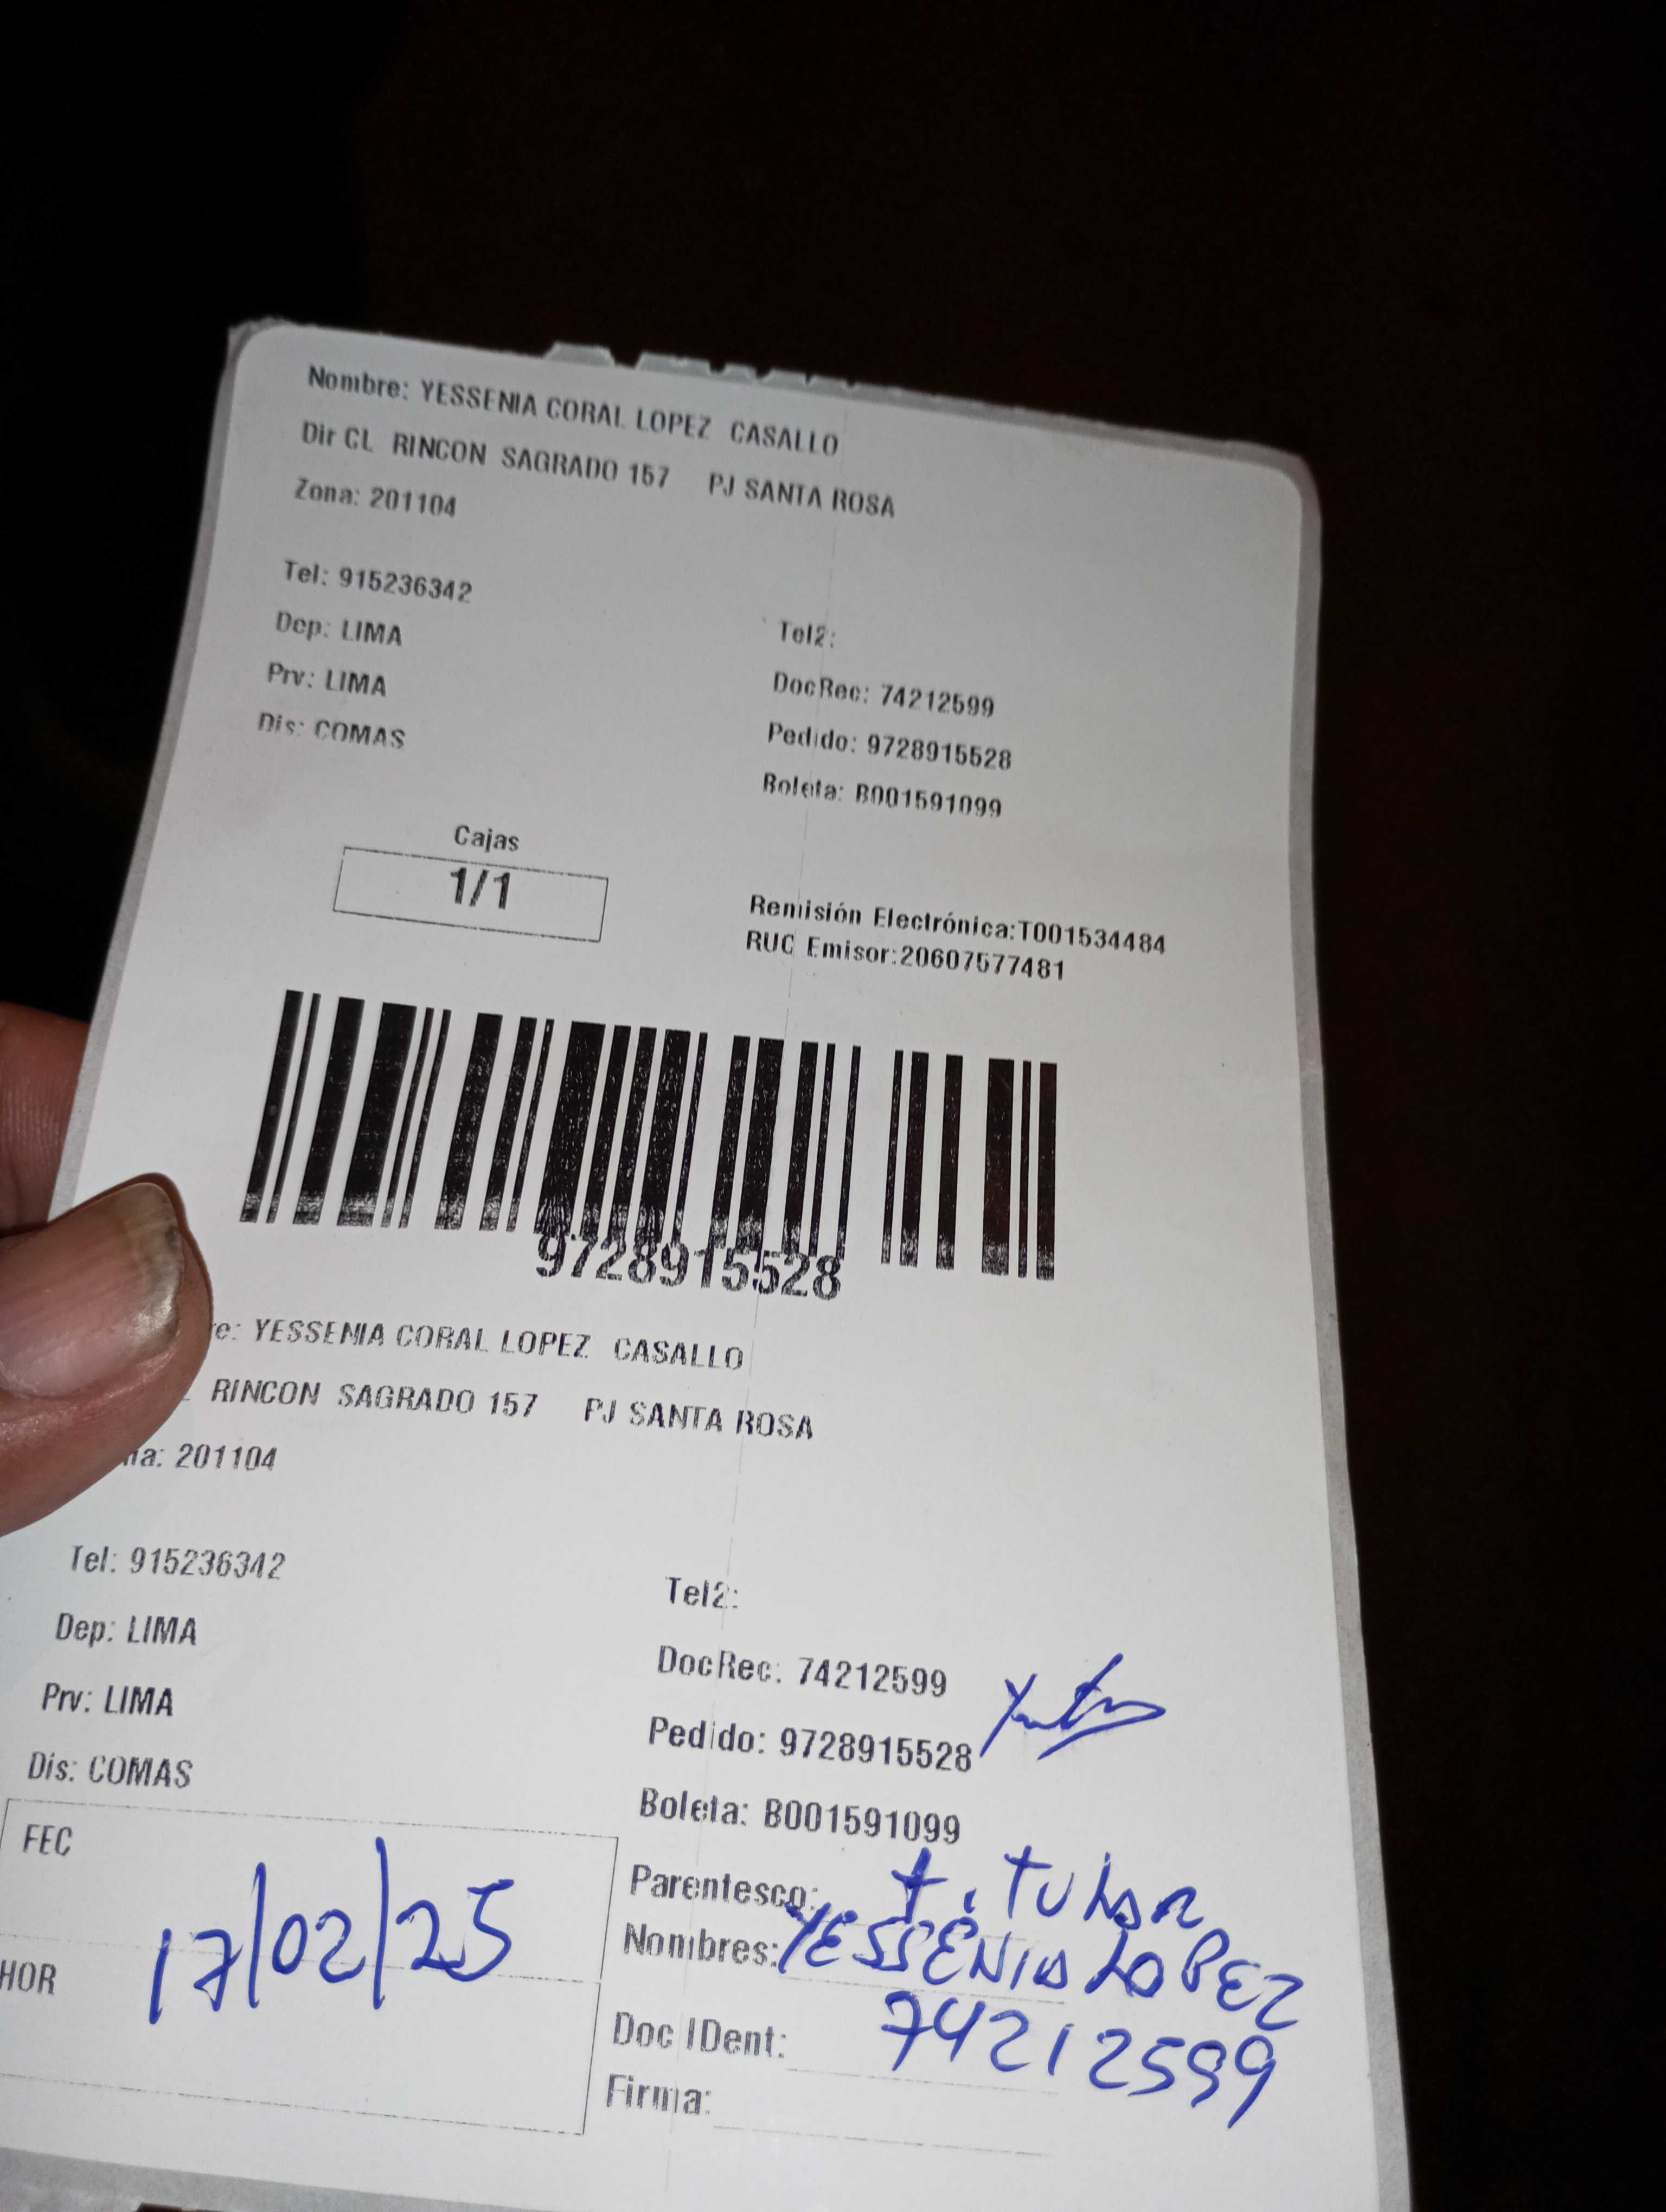 Nombre: YESSENIA CORAL LOPEZ CASALLO
Dir CL RINCON SAGRADO 157 PJ SANTA ROSA
Zona: 201104
Tel: 915236342
Tel2:
Dep: LIMA
DocRec: 74212599
Prv: LIMA
Pedido: 9728915528
Dis: COMAS
Boleta: B001591099
Cajas
1/1
Remisión Electrónica:T001534484
RUC Emisor:20607577481
9728915528
re: YESSENIA CORAL LOPEZ CASALLO
RINCON SAGRADO 157 PJ SANTA ROSA
na: 201104
Tel: 915236342
Tel2:
Dep: LIMA
DocRec: 74212599
Prv: LIMA
Pedido: 9728915528
Dis: COMAS
Boleta: B001591099
FEC
17/02/25
HOR
Parentesco: titular
Nombres: YESSENIA LOPEZ
Doc IDent: 74212599
Firma: